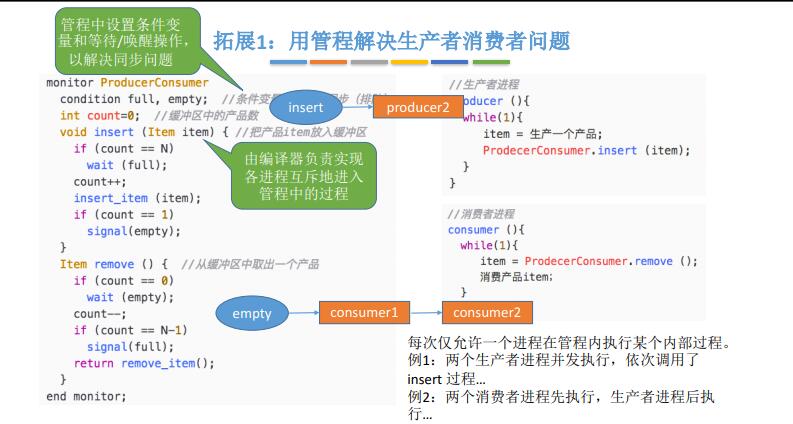 管程中设置条件变
量和等待/唤醒操作,
以解决同步问题
拓展1：用管程解决生产者消费者问题
monitor ProducerConsumer
condition full, empty; //条件变量 步（排
int count=0; //缓冲区中的产品数
void insert (Item item) { //把产品item放入缓冲区
if (count == N)
wait (full);
count++;
insert_item (item);
if (count == 1)
signal(empty);
}
Item remove () { //从缓冲区中取出一个产品
if (count == 0)
wait (empty);
count--;
if (count == N-1)
signal(full);
return remove_item();
}
end monitor;
insert
producer2
由编译器负责实现
各进程互斥地进入
管程中的过程
empty
consumer1
consumer2
//生产者进程
oducer (){
while(1){
item = 生产一个产品;
ProdecerConsumer.insert (item);
}
}
//消费者进程
consumer (){
while(1){
item = ProdecerConsumer.remove ();
消费产品item;
}
每次仅允许一个进程在管程内执行某个内部过程。
例1：两个生产者进程并发执行，依次调用了
insert 过程…
例2：两个消费者进程先执行，生产者进程后执
行…